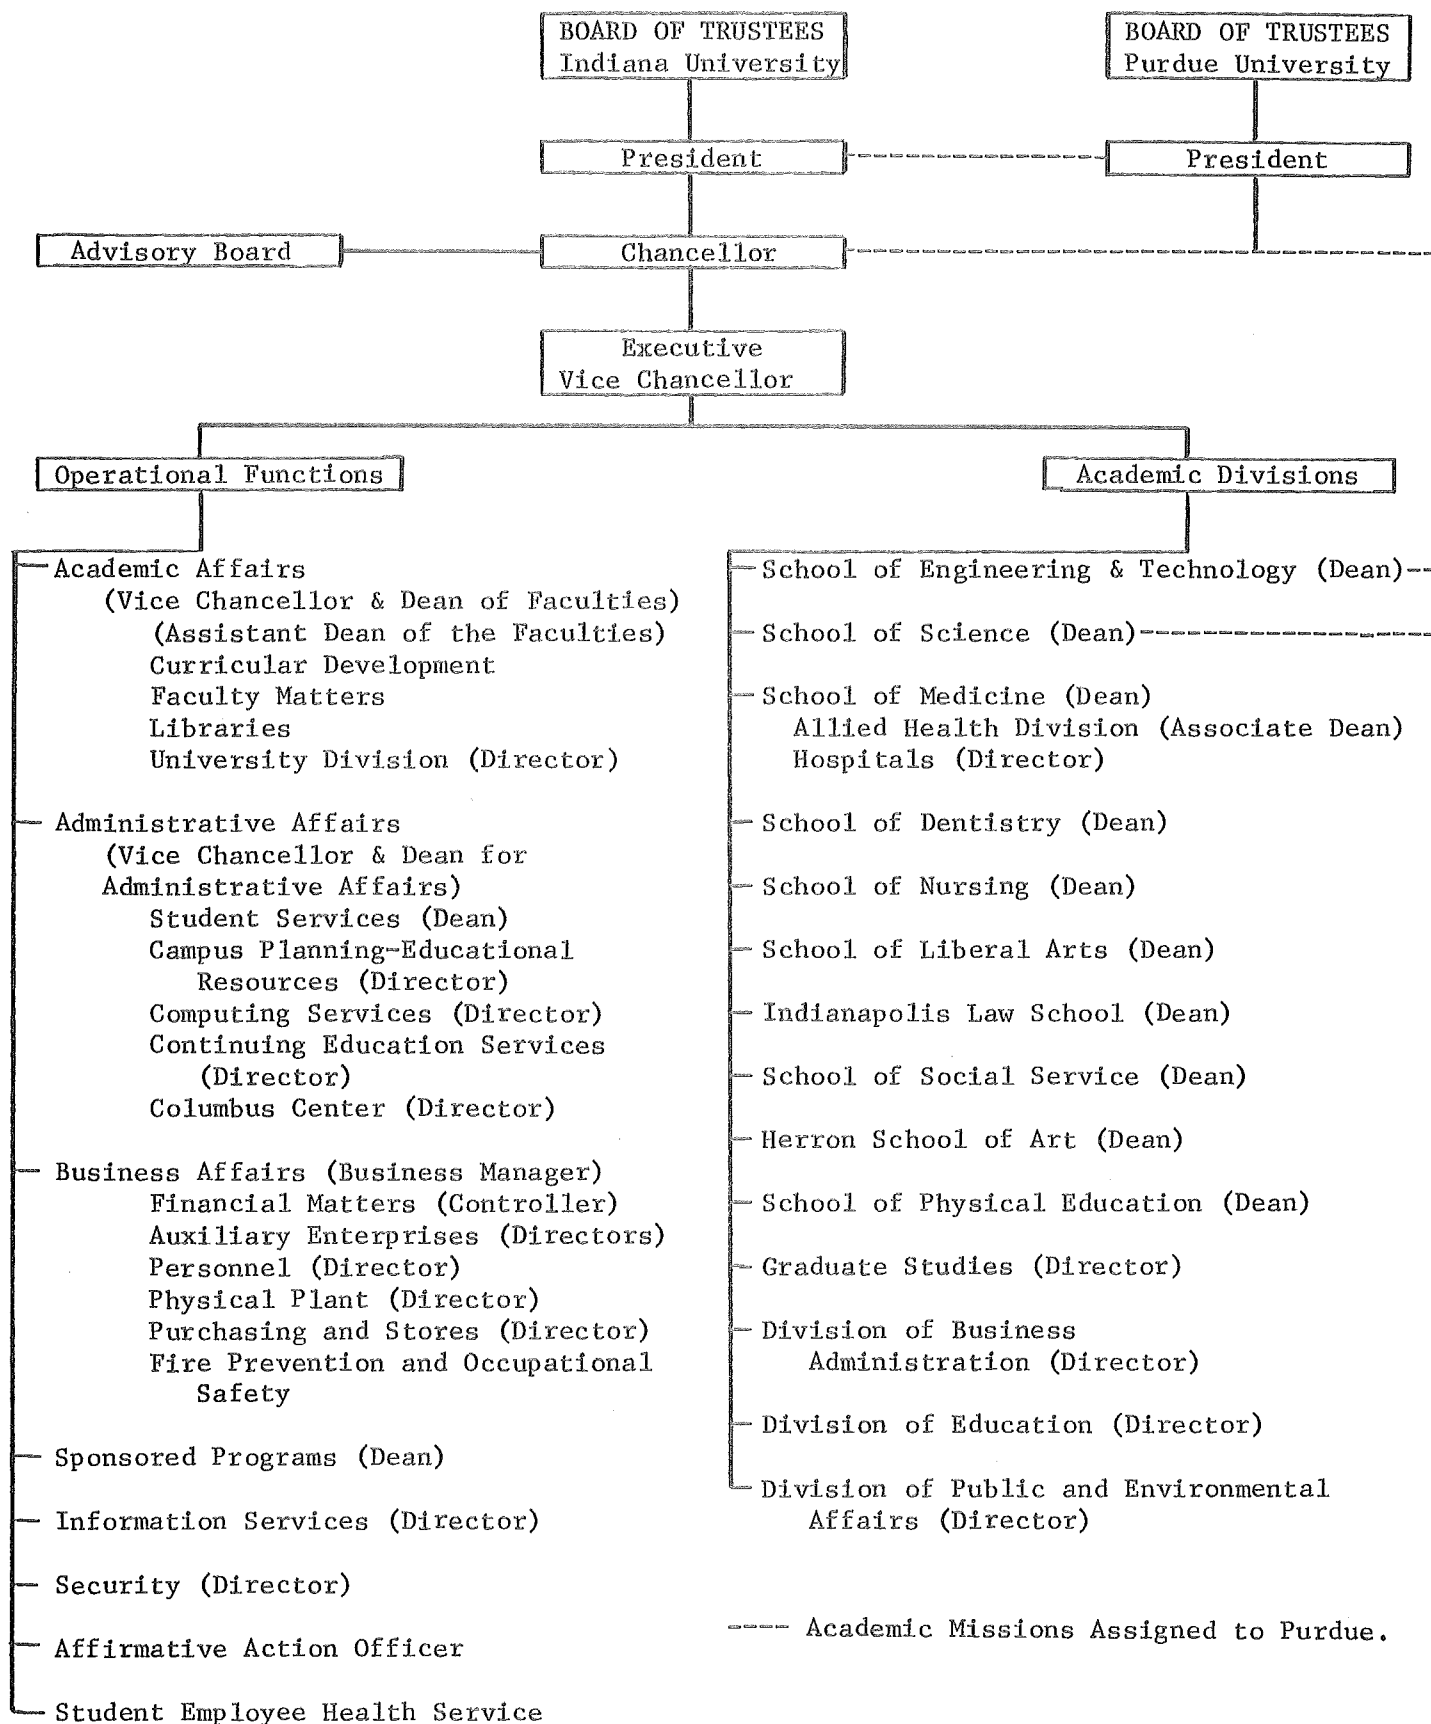 BOARD OF TRUSTEES
Indiana University
BOARD OF TRUSTEES
Purdue University
President
President
Advisory Board
Chancellor
Executive
Vice Chancellor
Operational Functions
Academic Divisions
Academic Affairs
(Vice Chancellor & Dean of Faculties)
(Assistant Dean of the Faculties)
Curricular Development
Faculty Matters
Libraries
University Division (Director)
Administrative Affairs
(Vice Chancellor & Dean for
Administrative Affairs)
Student Services (Dean)
Campus Planning-Educational
Resources (Director)
Computing Services (Director)
Continuing Education Services
(Director)
Columbus Center (Director)
Business Affairs (Business Manager)
Financial Matters (Controller)
Auxiliary Enterprises (Directors)
Personnel (Director)
Physical Plant (Director)
Purchasing and Stores (Director)
Fire Prevention and Occupational
Safety
Sponsored Programs (Dean)
Information Services (Director)
Security (Director)
Affirmative Action Officer
Student Employee Health Service
School of Engineering & Technology (Dean)
School of Science (Dean)
School of Medicine (Dean)
Allied Health Division (Associate Dean)
Hospitals (Director)
School of Dentistry (Dean)
School of Nursing (Dean)
School of Liberal Arts (Dean)
Indianapolis Law School (Dean)
School of Social Service (Dean)
Herron School of Art (Dean)
School of Physical Education (Dean)
Graduate Studies (Director)
Division of Business
Administration (Director)
Division of Education (Director)
Division of Public and Environmental
Affairs (Director)
---- Academic Missions Assigned to Purdue.